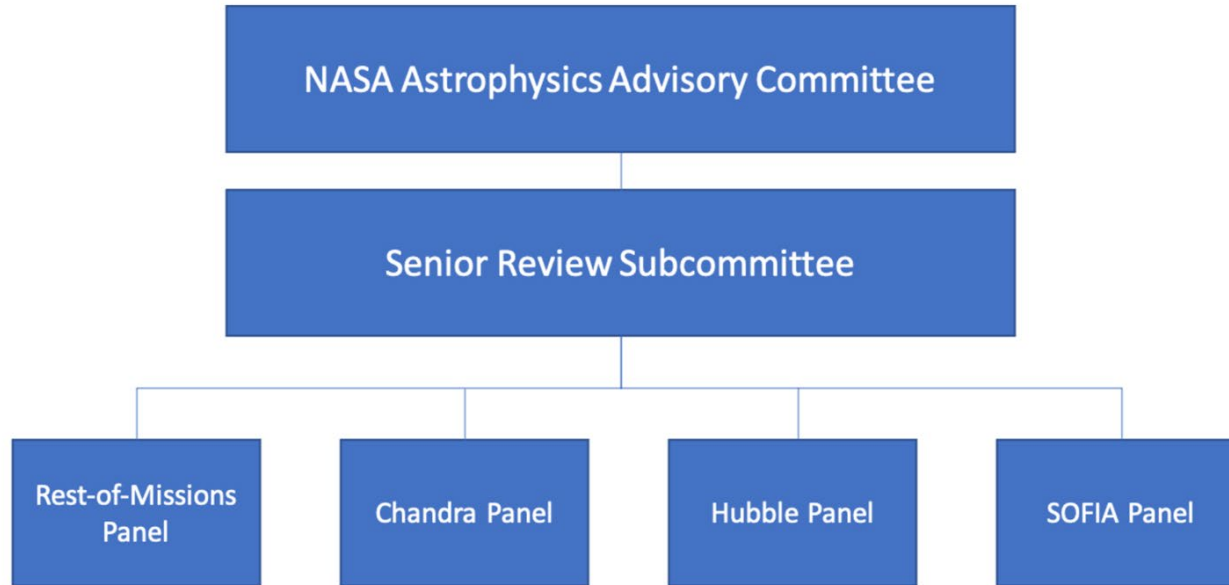 NASA Astrophysics Advisory Committee
Senior Review Subcommittee
Rest-of-Missions
Panel
Chandra Panel
Hubble Panel
SOFIA Panel